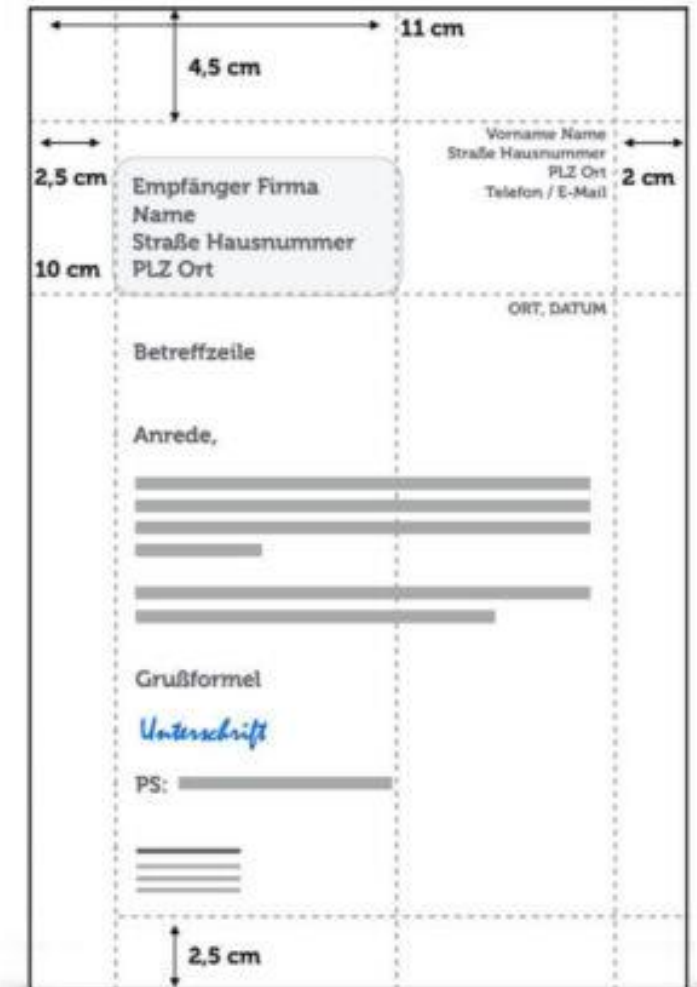 11 cm
4,5 cm
Vorname Name
Straße Hausnummer
PLZ Ort
Telefon / E-Mail
2,5 cm
2 cm
Empfänger Firma
Name
Straße Hausnummer
PLZ Ort
10 cm
ORT, DATUM
Betreffzeile
Anrede,
Grußformel
Unterschrift
PS:
2,5 cm